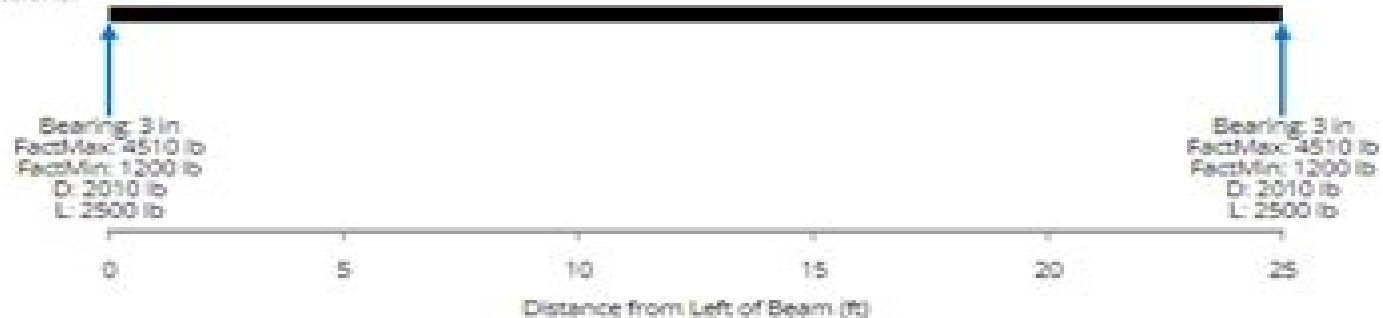 Bearing: 3 in
FactMax: 4510 lb
FactMin: 1200 lb
D: 2010 lb
L: 2500 lb
Bearing: 3 in
FactMax: 4510 lb
FactMin: 1200 lb
D: 2010 lb
L: 2500 lb
0 5 10 15 20 25
Distance from Left of Beam (ft)